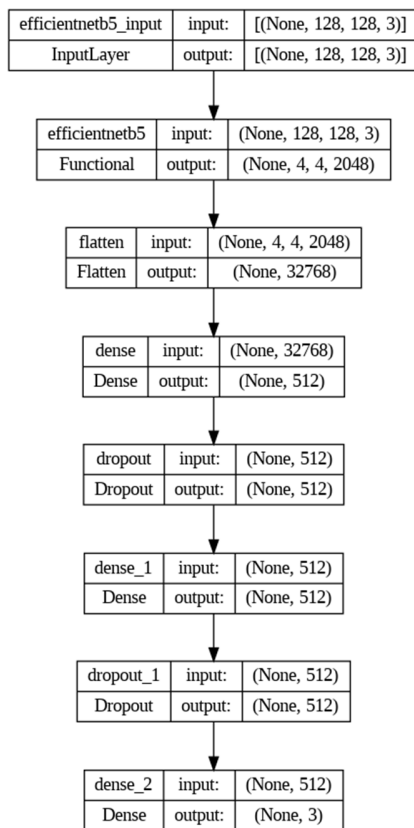 efficientnetb5_input input: [(None, 128, 128, 3)]
InputLayer output: [(None, 128, 128, 3)]
efficientnetb5 input: (None, 128, 128, 3)
Functional output: (None, 4, 4, 2048)
flatten input: (None, 4, 4, 2048)
Flatten output: (None, 32768)
dense input: (None, 32768)
Dense output: (None, 512)
dropout input: (None, 512)
Dropout output: (None, 512)
dense_1 input: (None, 512)
Dense output: (None, 512)
dropout_1 input: (None, 512)
Dropout output: (None, 512)
dense_2 input: (None, 512)
Dense output: (None, 3)